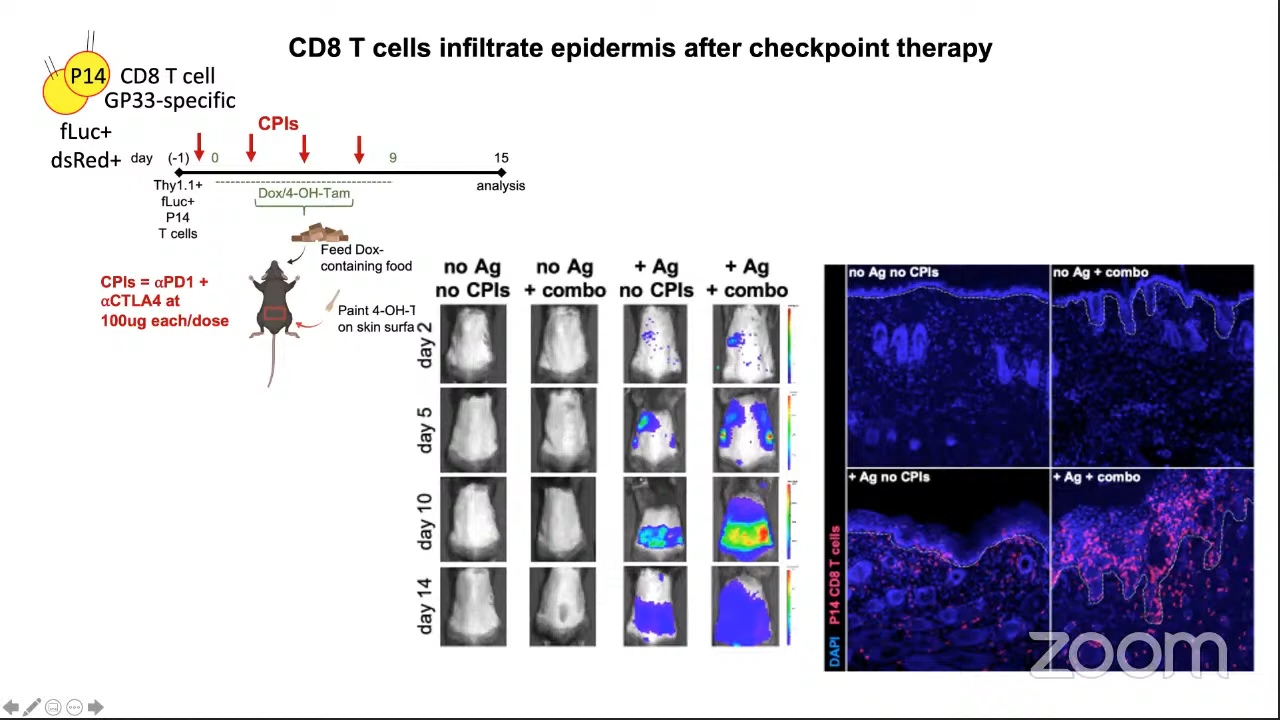 CD8 T cells infiltrate epidermis after checkpoint therapy
P14
CD8 T cell
GP33-specific
fLuc+
dsRed+
CPIs
day (-1) 0 9 15
Thy1.1+
fLuc+
P14
T cells
Dox/4-OH-Tam
analysis
Feed Dox-
containing food
CPIs = αPD1 +
αCTLA4 at
100ug each/dose
Paint 4-OH-T
on skin surfa
no Ag
no CPIs
no Ag
+ combo
+ Ag
no CPIs
+ Ag
+ combo
day 2
day 5
day 10
day 14
no Ag no CPIs
no Ag + combo
+ Ag no CPIs
+ Ag + combo
DAPI P14 CD8 T cells
zoom